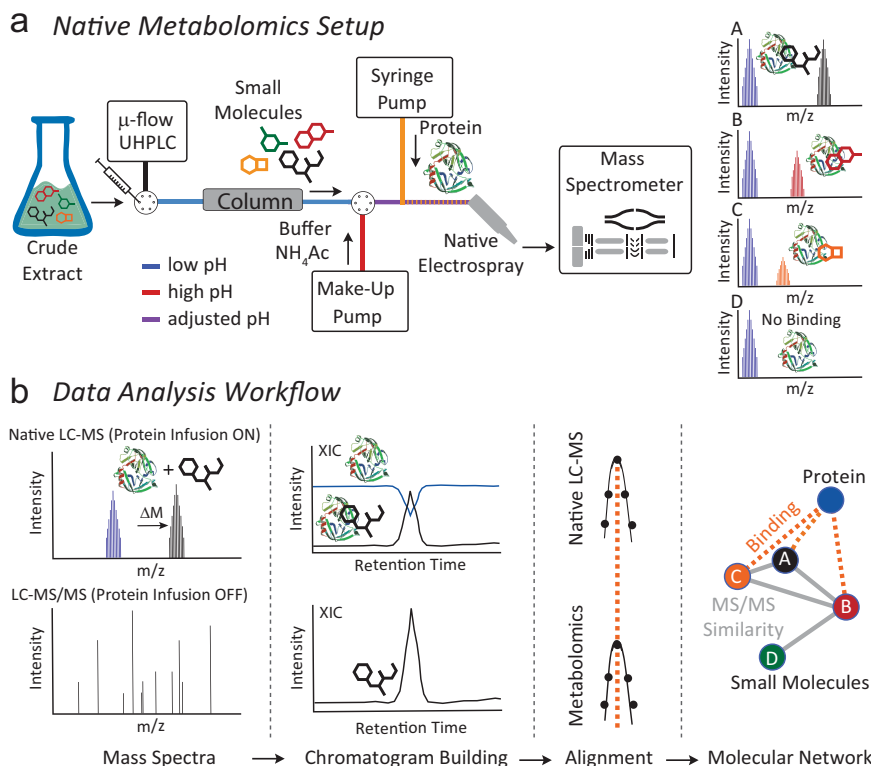 a Native Metabolomics Setup
Crude
Extract
μ-flow
UHPLC
Small
Molecules
Column
Buffer
NH4Ac
Make-Up
Pump
Syringe
Pump
Protein
Native
Electrospray
Mass
Spectrometer
low pH
high pH
adjusted pH
A
Intensity
m/z
B
Intensity
m/z
C
Intensity
m/z
D
No Binding
Intensity
m/z
b Data Analysis Workflow
Native LC-MS (Protein Infusion ON)
+
ΔM
Intensity
m/z
LC-MS/MS (Protein Infusion OFF)
Intensity
m/z
XIC
Intensity
Retention Time
XIC
Intensity
Retention Time
Native LC-MS
Metabolomics
Protein
Binding
A
C
B
MS/MS
Similarity
D
Small Molecules
Mass Spectra
Chromatogram Building
Alignment
Molecular Network